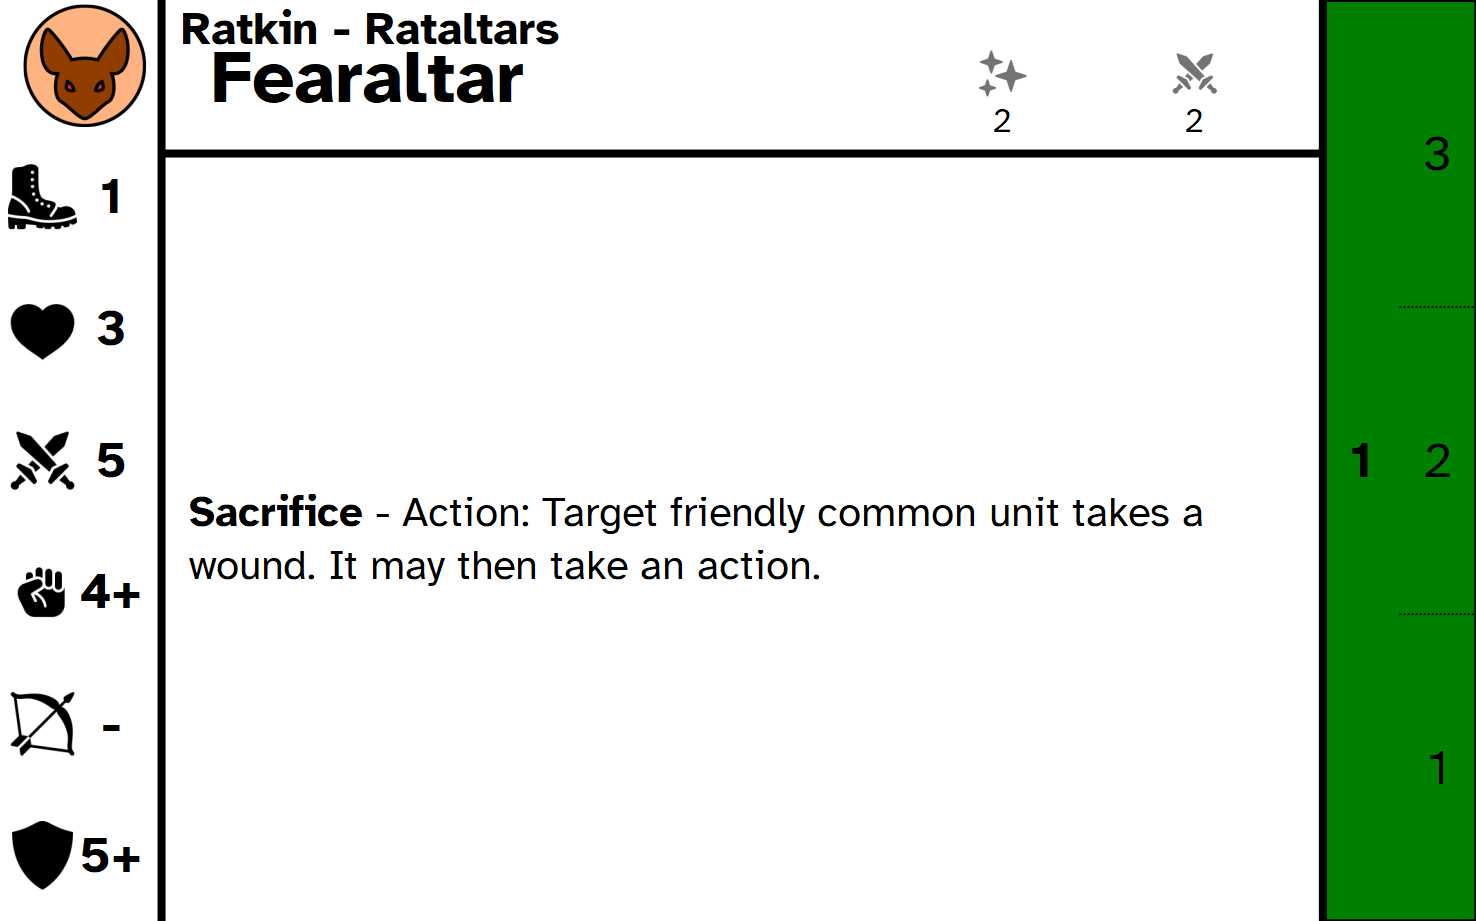 Ratkin - Rataltars
Fearaltar
2
2
1
3
5
4+
-
5+
Sacrifice - Action: Target friendly common unit takes a
wound. It may then take an action.
3
1 2
1